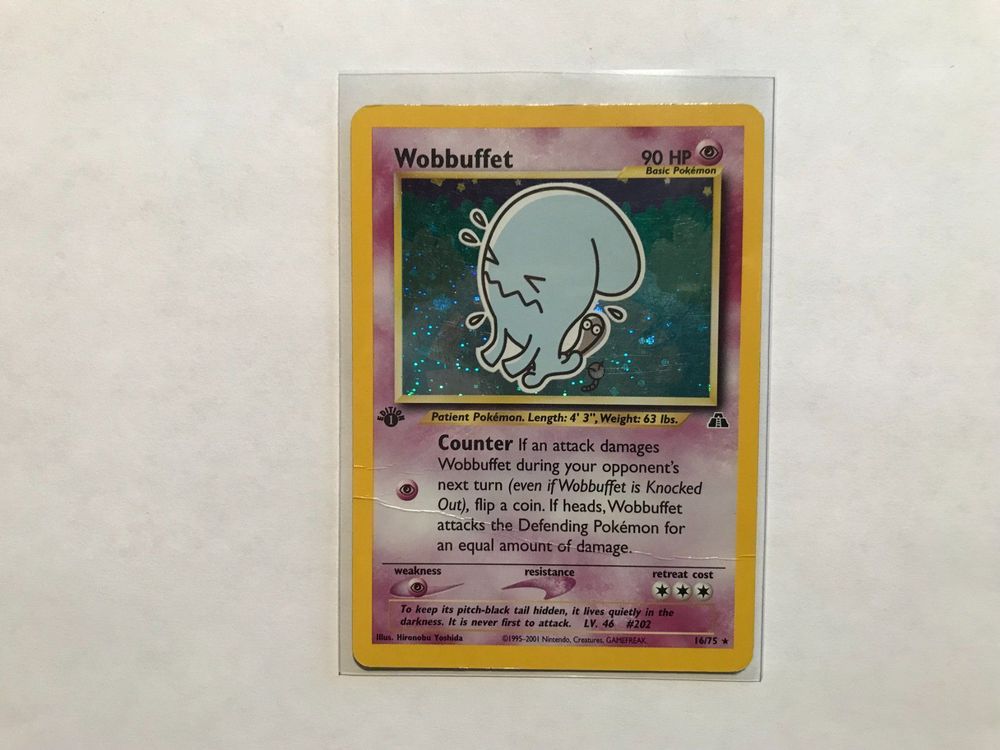 Wobbuffet 90 HP
Basic Pokémon
EDITION
1
Patient Pokémon. Length: 4' 3", Weight: 63 lbs.
Counter If an attack damages
Wobbuffet during your opponent's
next turn (even if Wobbuffet is Knocked
Out), flip a coin. If heads, Wobbuffet
attacks the Defending Pokémon for
an equal amount of damage.
weakness resistance retreat cost
To keep its pitch-black tail hidden, it lives quietly in the
darkness. It is never first to attack. LV. 46 #202
Illus. Hironobu Yoshida ©1995-2001 Nintendo, Creatures, GAMEFREAK. 16/75 ★